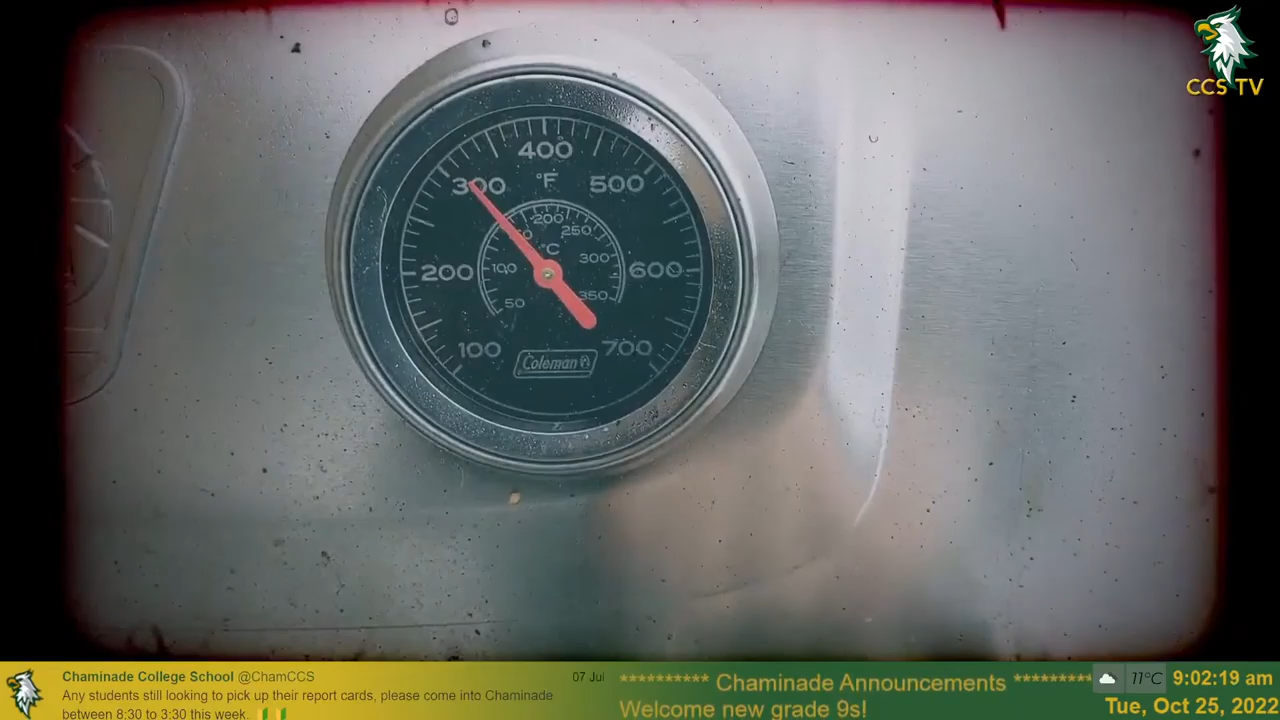 CCS TV
400
°F
300
500
200
250
°C
300
100
200
600
50
350
100
700
Coleman
Chaminade College School @ChamCCS
07 Jul
Any students still looking to pick up their report cards, please come into Chaminade
between 8:30 to 3:30 this week.
********** Chaminade Announcements **********
Welcome new grade 9s!
11°C
9:02:19 am
Tue, Oct 25, 2022